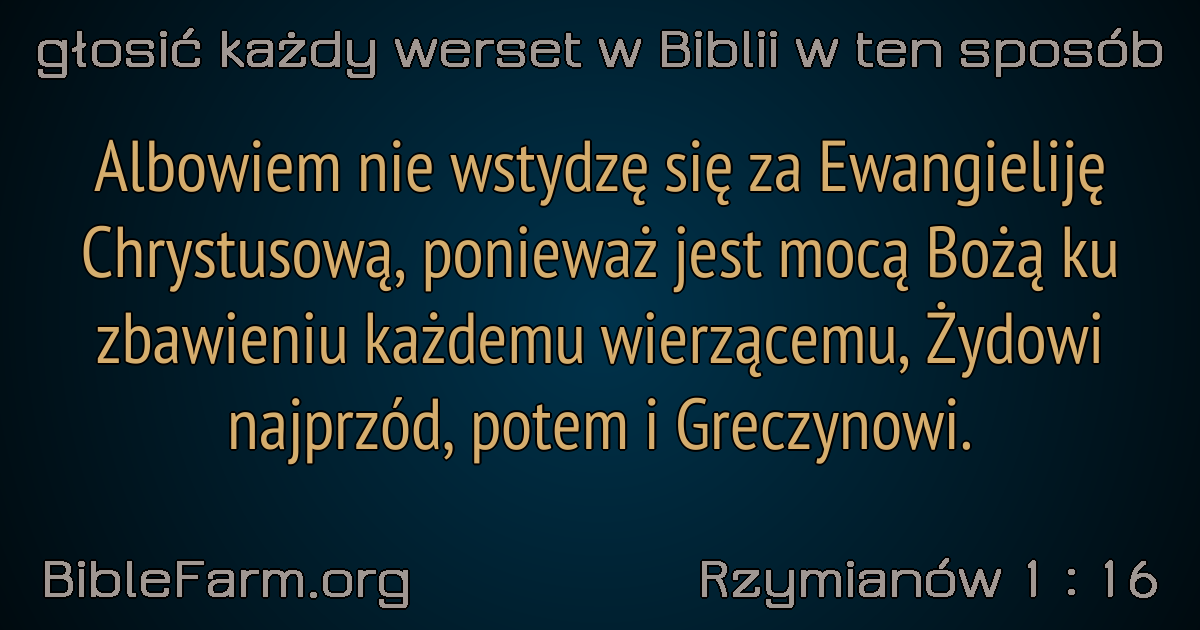 głosić każdy werset w Biblii w ten sposób
Albowiem nie wstydzę się za Ewangieliję
Chrystusową, ponieważ jest mocą Bożą ku
zbawieniu każdemu wierzącemu, Żydowi
najprzód, potem i Greczynowi.
BibleFarm.org
Rzymianów 1 : 16